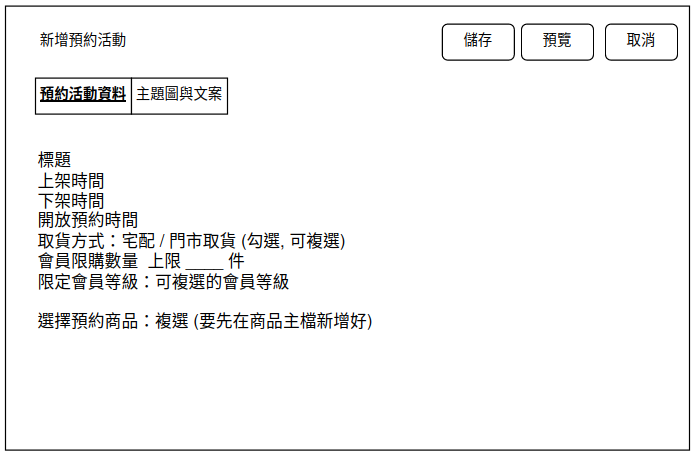 新增預約活動
儲存
預覽
取消
預約活動資料
主題圖與文案
標題
上架時間
下架時間
開放預約時間
取貨方式：宅配 / 門市取貨 (勾選, 可複選)
會員限購數量  上限 ____ 件
限定會員等級：可複選的會員等級
選擇預約商品：複選 (要先在商品主檔新增好)